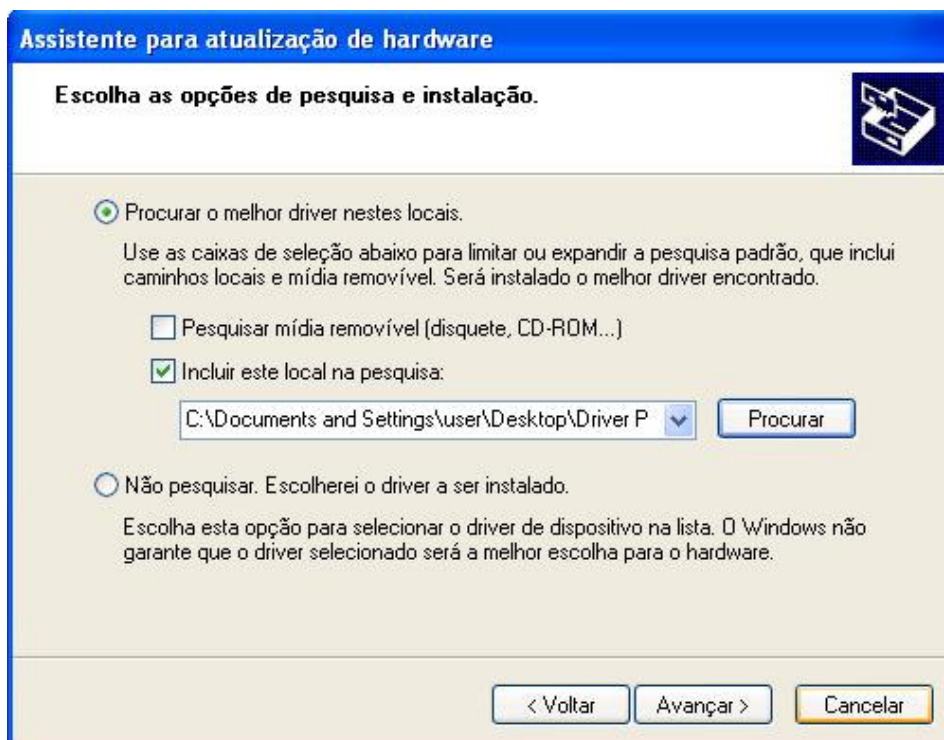 Assistente para atualização de hardware
Escolha as opções de pesquisa e instalação.
Procurar o melhor driver nestes locais.
Use as caixas de seleção abaixo para limitar ou expandir a pesquisa padrão, que inclui
caminhos locais e mídia removível. Será instalado o melhor driver encontrado.
Pesquisar mídia removível (disquete, CD-ROM...)
Incluir este local na pesquisa:
C:\Documents and Settings\user\Desktop\Driver P
Procurar
Não pesquisar. Escolherei o driver a ser instalado.
Escolha esta opção para selecionar o driver de dispositivo na lista. O Windows não
garante que o driver selecionado será a melhor escolha para o hardware.
< Voltar
Avançar >
Cancelar